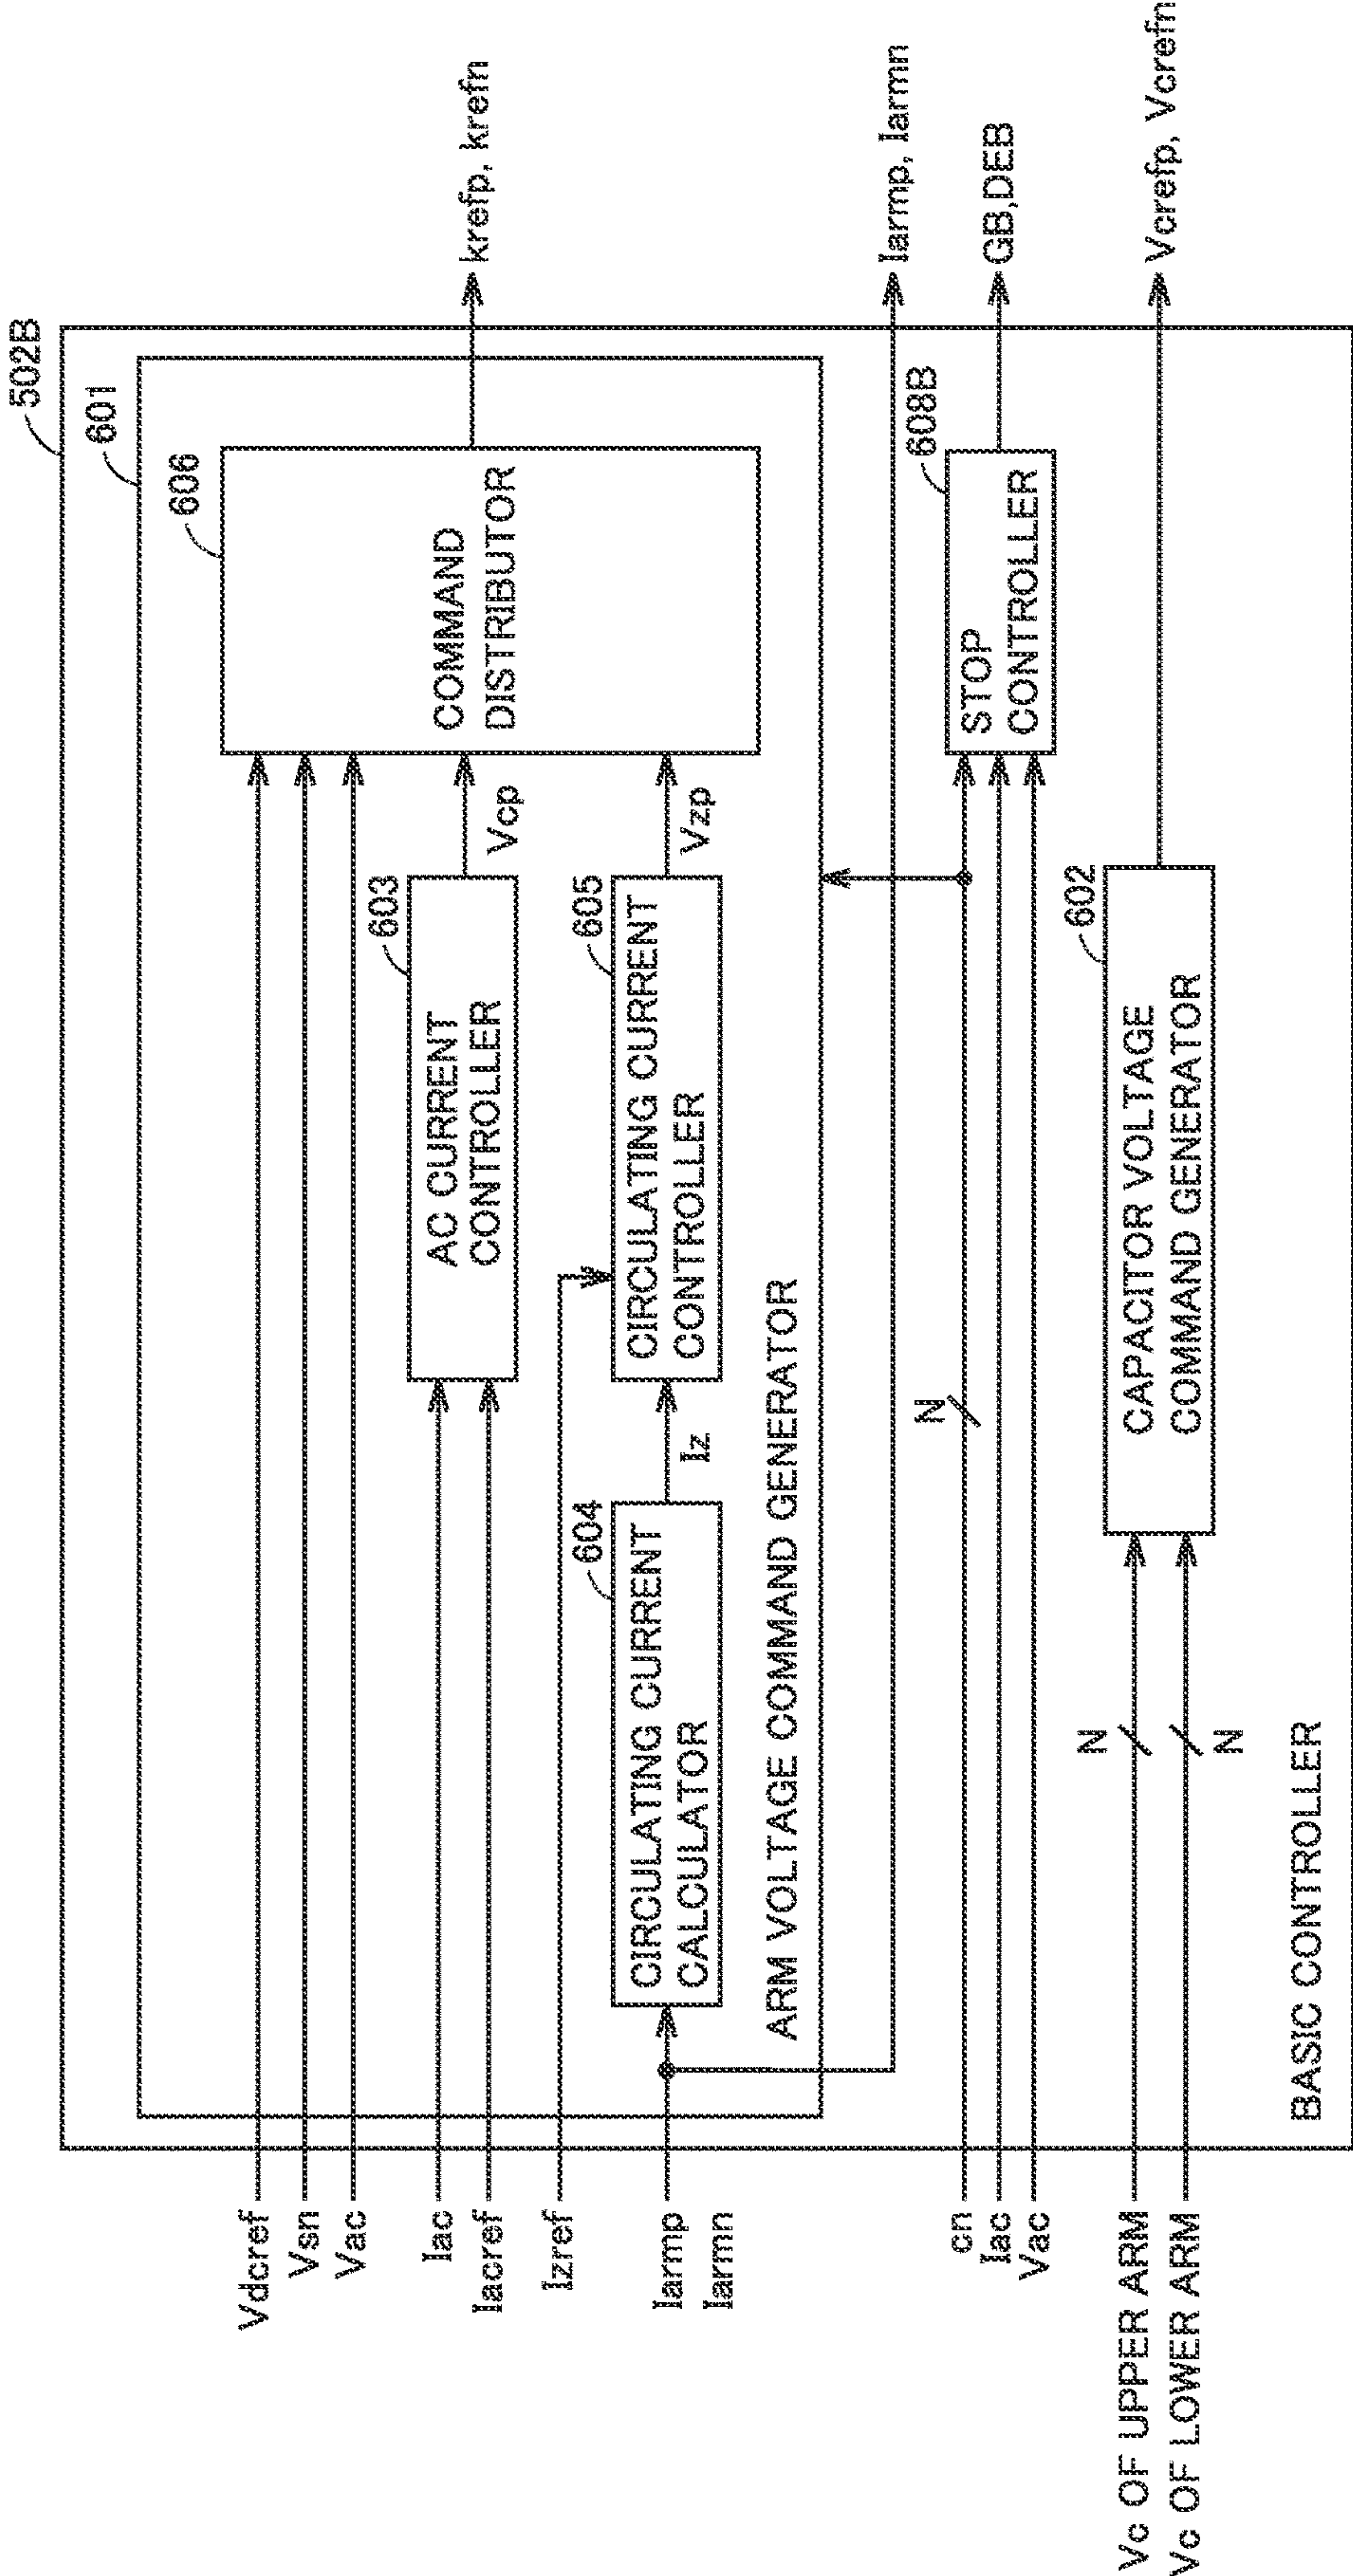 502B
601
606
COMMAND
DISTRIBUTOR
krefp, krefn
Vdcref
Vsn
Vac
Iac
Iacref
603
AC CURRENT
CONTROLLER
Vcp
Izref
Iarmp
Iarmn
604
CIRCULATING CURRENT
CALCULATOR
Iz
605
CIRCULATING CURRENT
CONTROLLER
Vzp
ARM VOLTAGE COMMAND GENERATOR
Iarmp, Iarmn
cn
Iac
Vac
N
608B
STOP
CONTROLLER
GB,DEB
Vc OF UPPER ARM
Vc OF LOWER ARM
N
N
602
CAPACITOR VOLTAGE
COMMAND GENERATOR
Vcrefp, Vcrefn
BASIC CONTROLLER